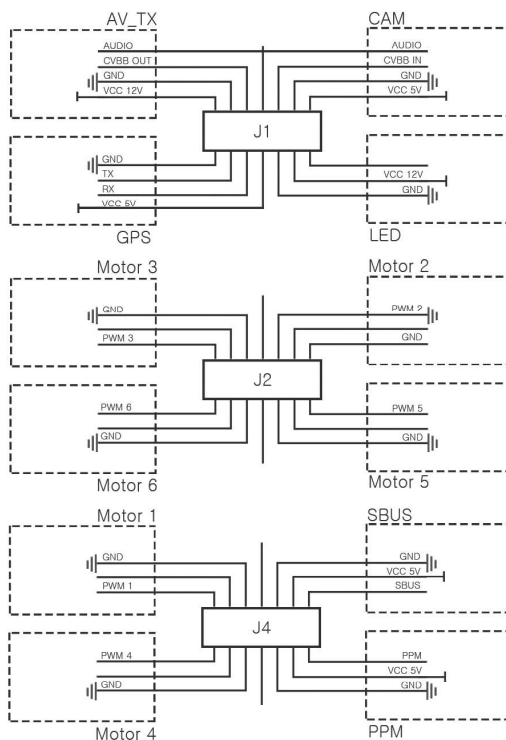 AV_TX
AUDIO
CVBB OUT
GND
VCC 12V
CAM
AUDIO
CVBB IN
GND
VCC 5V
J1
GND
TX
RX
VCC 5V
GPS
VCC 12V
GND
LED
Motor 3
GND
PWM 3
Motor 2
PWM 2
GND
J2
PWM 6
GND
Motor 6
PWM 5
GND
Motor 5
Motor 1
GND
PWM 1
SBUS
GND
VCC 5V
SBUS
J4
PWM 4
GND
Motor 4
PPM
VCC 5V
GND
PPM